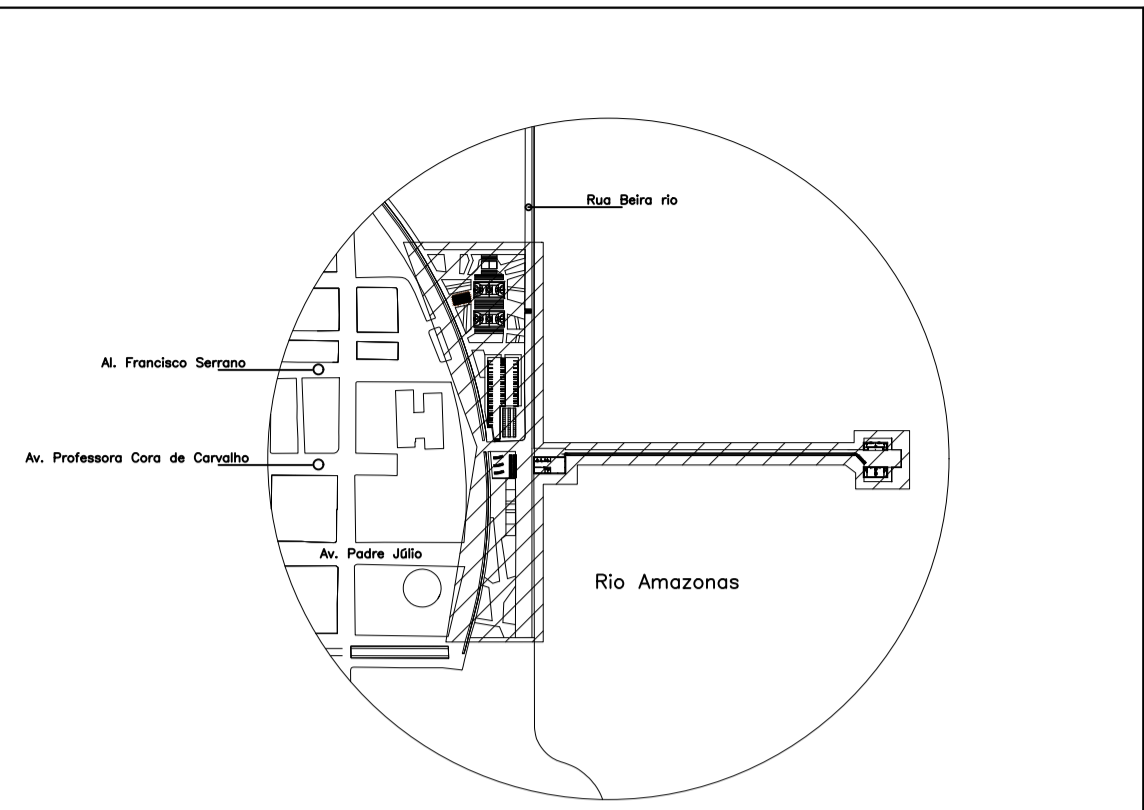 Rua Beira rio
Al. Francisco Serrano
Av. Professora Cora de Carvalho
Av. Padre Júlio
Rio Amazonas